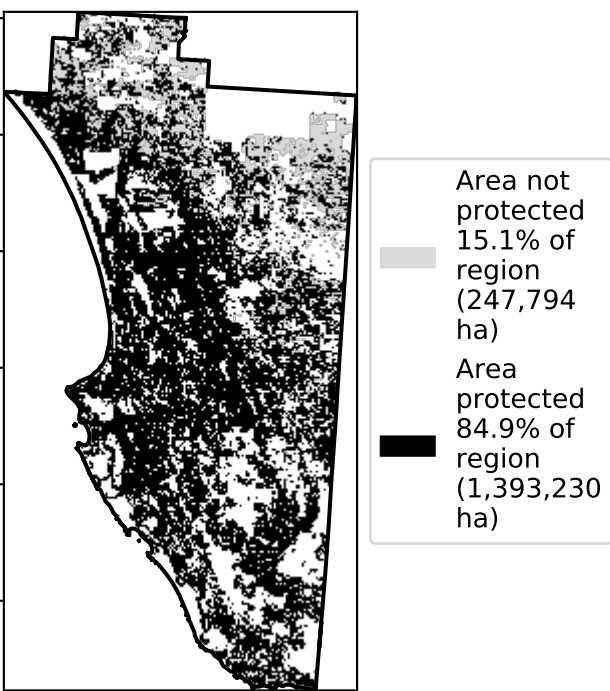 Area not
protected
15.1% of
region
(247,794
ha)
Area
protected
84.9% of
region
(1,393,230
ha)